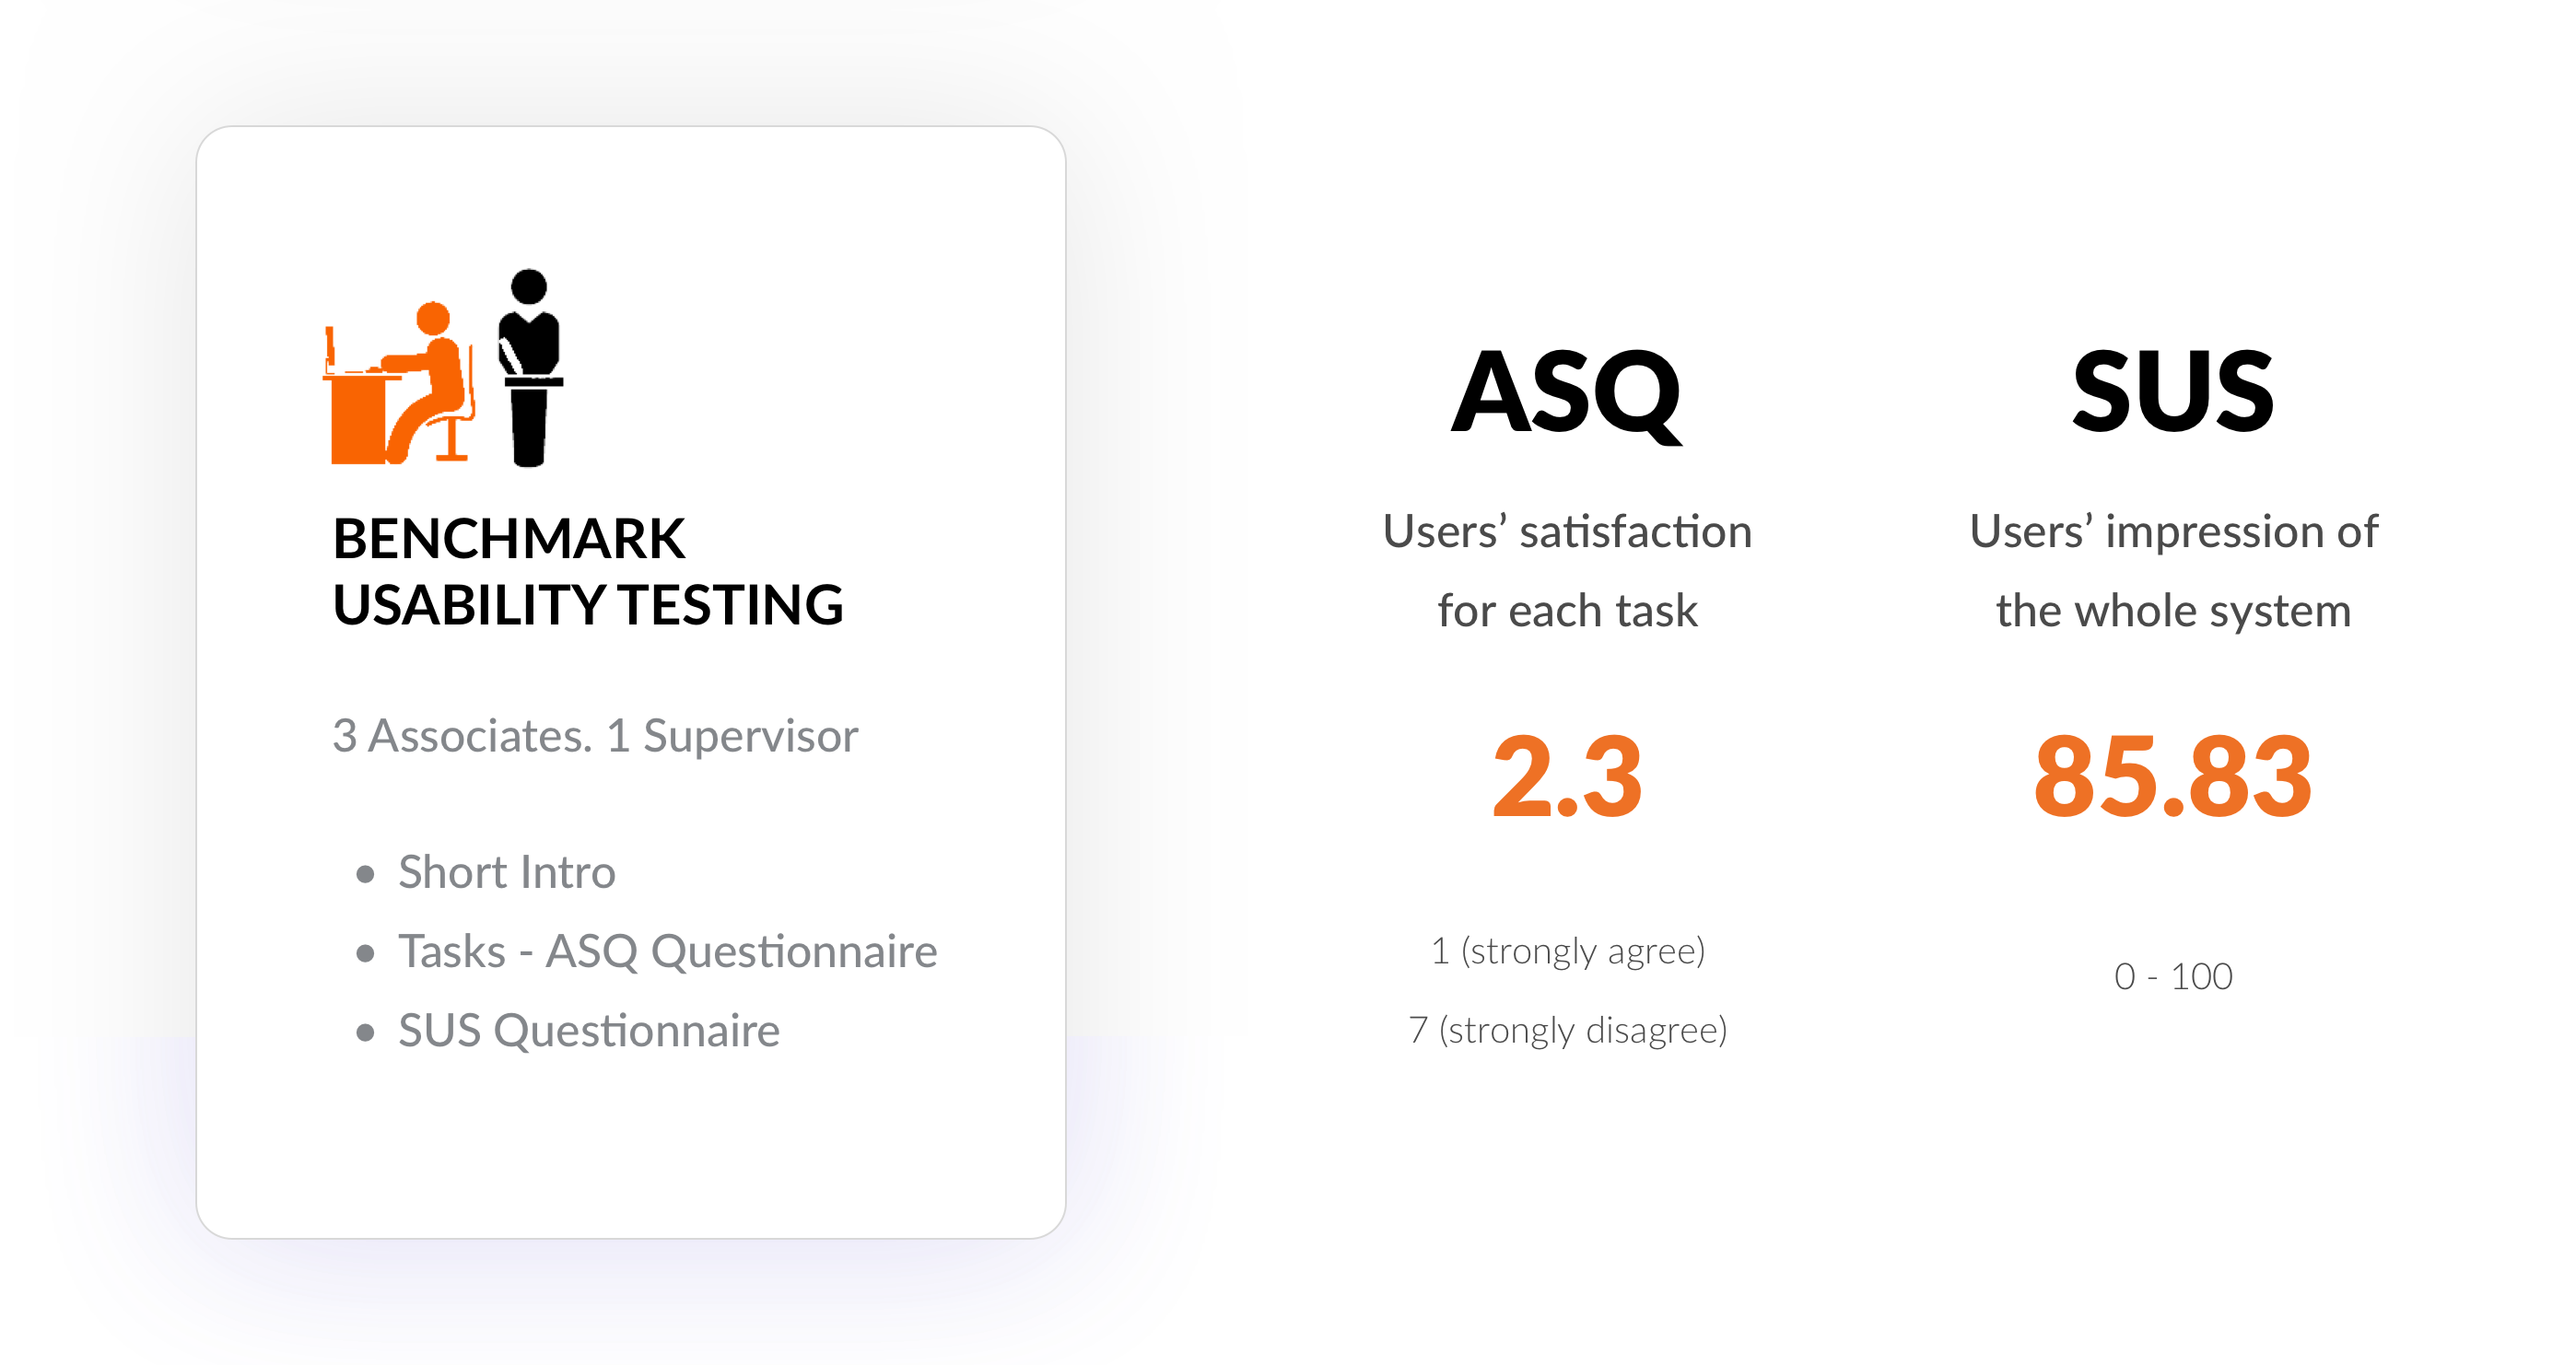 BENCHMARK
USABILITY TESTING
3 Associates. 1 Supervisor
• Short Intro
• Tasks - ASQ Questionnaire
• SUS Questionnaire
ASQ
Users’ satisfaction
for each task
2.3
1 (strongly agree)
7 (strongly disagree)
SUS
Users’ impression of
the whole system
85.83
0 - 100